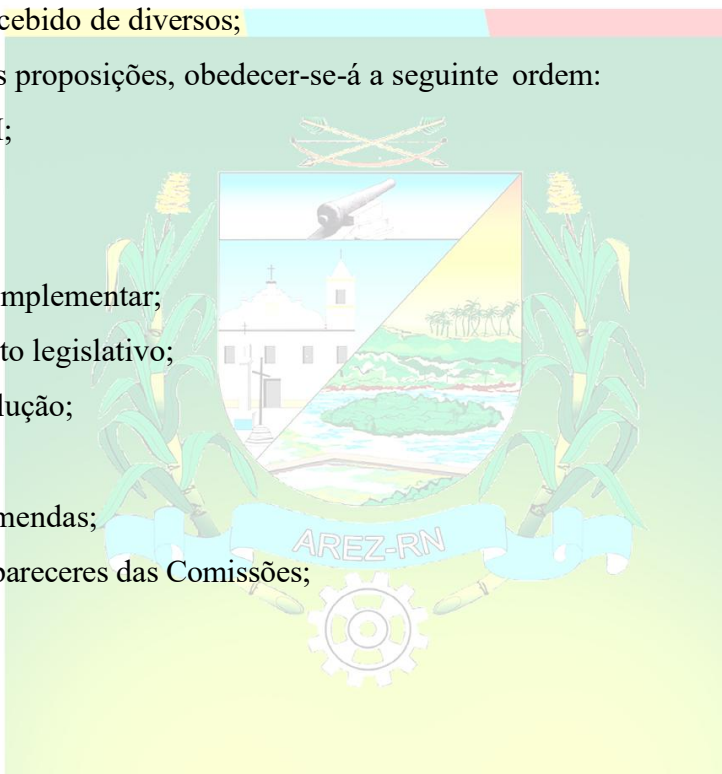 cebido de diversos;
s proposições, obedecer-se-á a seguinte ordem:
I;
mplementar;
to legislativo;
lução;
mendas;
pareceres das Comissões;
AREZ-RN